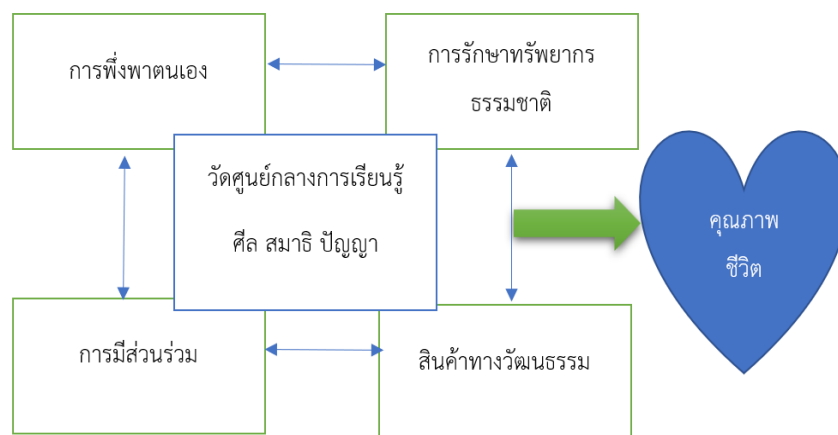 การพึ่งพาตนเอง
การรักษาทรัพยากร
ธรรมชาติ
วัดศูนย์กลางการเรียนรู้
ศีล สมาธิ ปัญญา
คุณภาพ
ชีวิต
การมีส่วนร่วม
สินค้าทางวัฒนธรรม